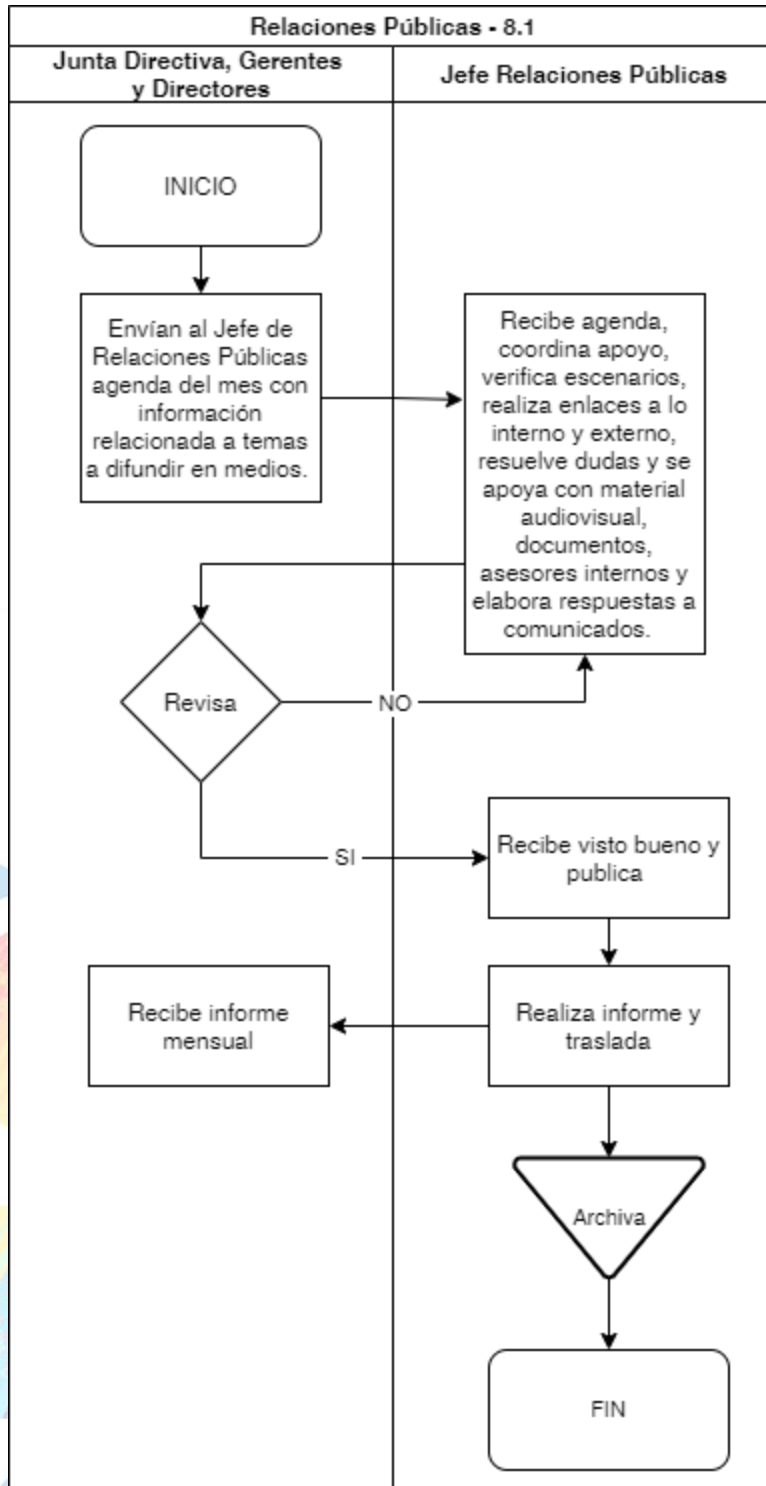 Relaciones Públicas - 8.1
Junta Directiva, Gerentes
y Directores
Jefe Relaciones Públicas
INICIO
Envían al Jefe de
Relaciones Públicas
agenda del mes con
información
relacionada a temas
a difundir en medios.
Recibe agenda,
coordina apoyo,
verifica escenarios,
realiza enlaces a lo
interno y externo,
resuelve dudas y se
apoya con material
audiovisual,
documentos,
asesores internos y
elabora respuestas a
comunicados.
Revisa
NO
SI
Recibe visto bueno y
publica
Recibe informe
mensual
Realiza informe y
traslada
Archiva
FIN